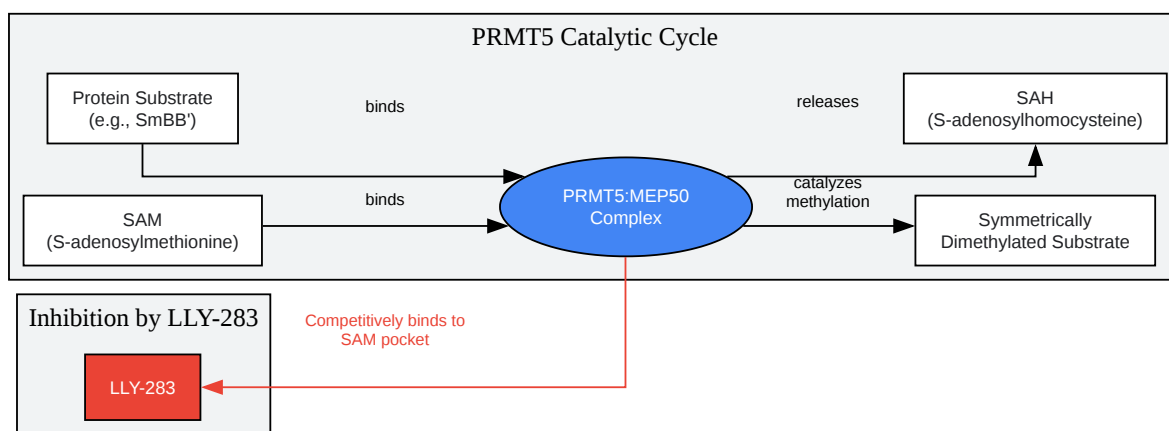 PRMT5 Catalytic Cycle
Protein Substrate
(e.g., SmBB')
binds
releases
SAH
(S-adenosylhomocysteine)
SAM
(S-adenosylmethionine)
binds
PRMT5:MEP50
Complex
catalyzes
methylation
Symmetrically
Dimethylated Substrate
Inhibition by LLY-283
Competitively binds to
SAM pocket
LLY-283